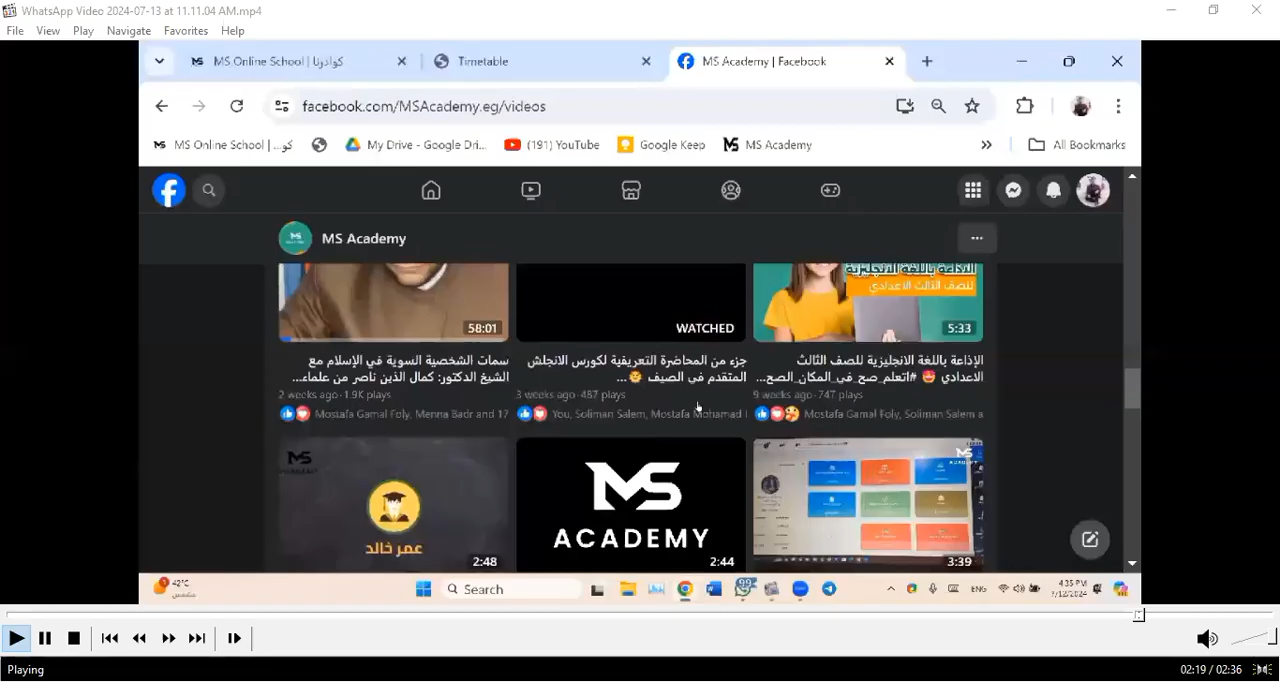 WhatsApp Video 2024-07-13 at 11.11.04 AM.mp4
File View Play Navigate Favorites Help
MS Online School | كوادرنا
Timetable
MS Academy | Facebook
facebook.com/MSAcademy.eg/videos
MS Online School | ...كو
My Drive - Google Dri...
(191) YouTube
Google Keep
MS Academy
»
All Bookmarks
MS Academy
58:01
WATCHED
الإذاعة باللغة الانجليزية
للصف الثالث الاعدادي
5:33
سمات الشخصية السوية في الإسلام مع
الشيخ الدكتور: كمال الدين ناصر من علماء...
2 weeks ago · 1.9K plays
Mostafa Gamal Foly, Menna Badr and 17
جزء من المحاضرة التعريفية لكورس الانجلش
المتقدم في الصيف 🤗...
3 weeks ago · 487 plays
You, Soliman Salem, Mostafa Mohamad
الإذاعة باللغة الانجليزية للصف الثالث
الاعدادي 🤩 #اتعلم_صح_في_المكان_الصح...
9 weeks ago · 747 plays
Mostafa Gamal Foly, Soliman Salem a
MS
عمر خالد
2:48
MS
ACADEMY
2:44
MS
ACADEMY
3:39
42°C
مشمس
Search
99+
ENG
4:35 PM
7/12/2024
Playing
02:19 / 02:36